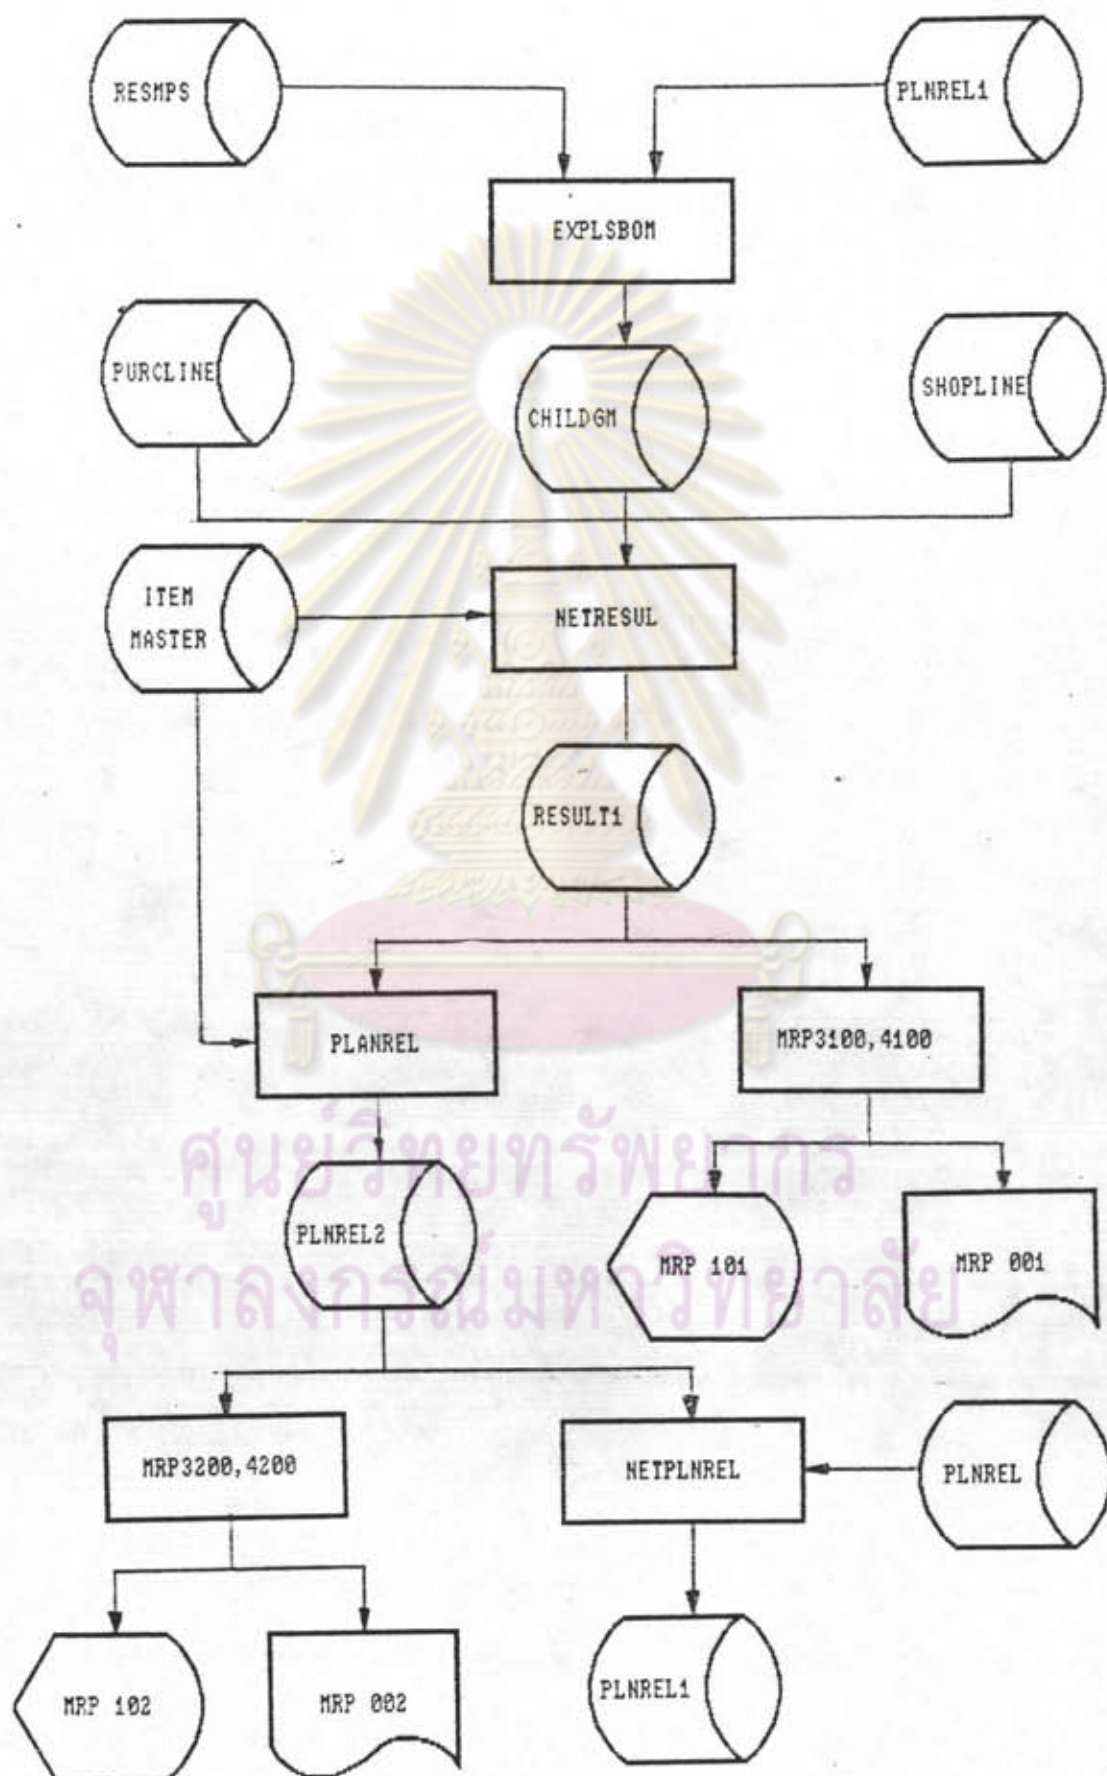 RESMPS
PLNREL1
EXPLSBOM
PURCLINE
CHILDGM
SHOPLINE
ITEM
MASTER
NETRESUL
RESULT1
PLANREL
MRP3100,4100
ศูนย์วิทยทรัพยากร
PLNREL2
MRP 101
MRP 001
จุฬาลงกรณ์มหาวิทยาลัย
MRP3200,4200
NETPLNREL
PLNREL
MRP 102
MRP 002
PLNREL1